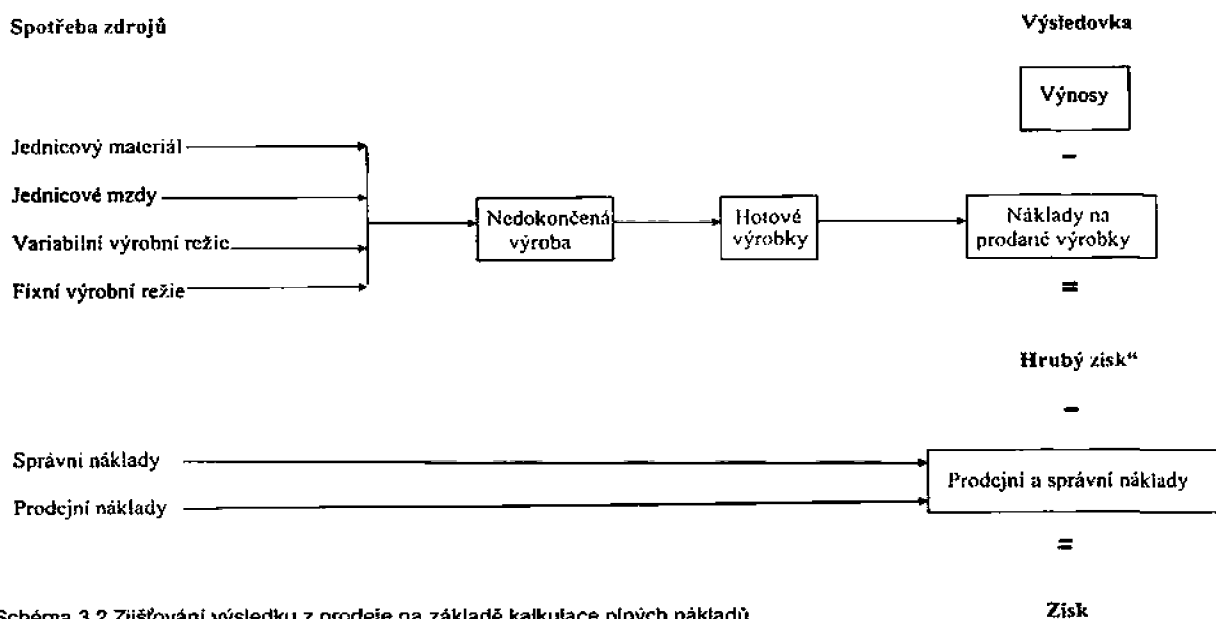 Spotřeba zdrojů
Výsledovka
Výnosy
Jednicový materiál
–
Jednicové mzdy
Nedokončená
výroba
Hotové
výrobky
Náklady na
prodané výrobky
Variabilní výrobní režie
Fixní výrobní režie
=
Hrubý zisk“
–
Správní náklady
Prodejní náklady
Prodejní a správní náklady
=
Schéma 3.2 Zjišťování výsledku z prodeje na základě kalkulace plných nákladů
Zisk